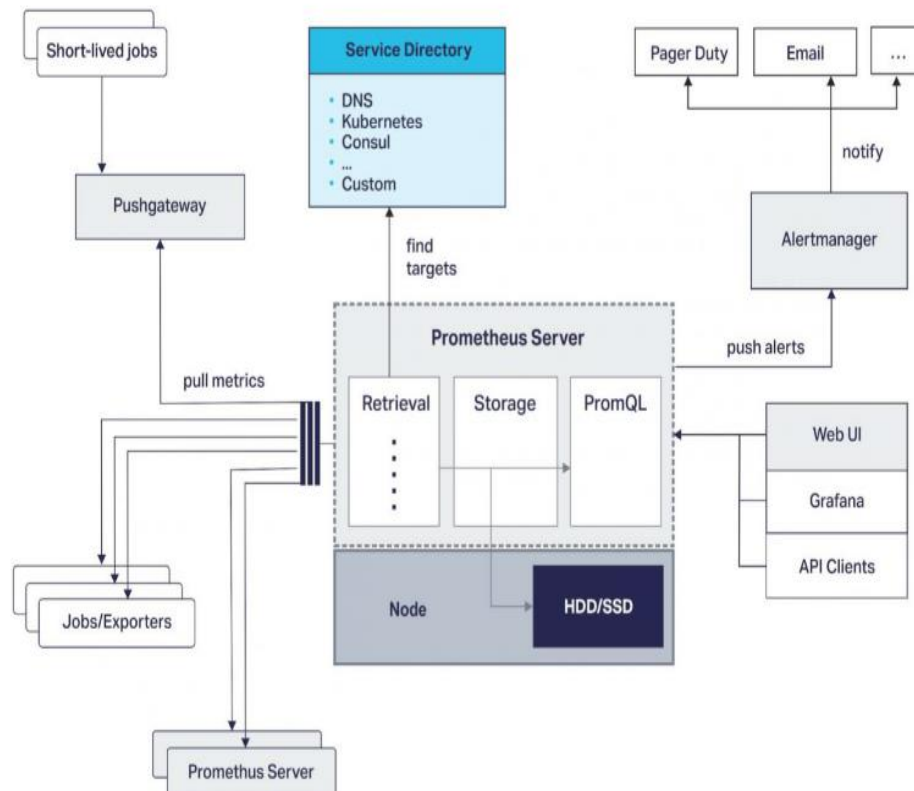 Short-lived jobs
Service Directory
• DNS
• Kubernetes
• Consul
• ...
• Custom
Pager Duty
Email
...
notify
Pushgateway
Alertmanager
find
targets
Prometheus Server
push alerts
pull metrics
Retrieval
Storage
PromQL
Web UI
Grafana
API Clients
Jobs/Exporters
Node
HDD/SSD
Promethus Server